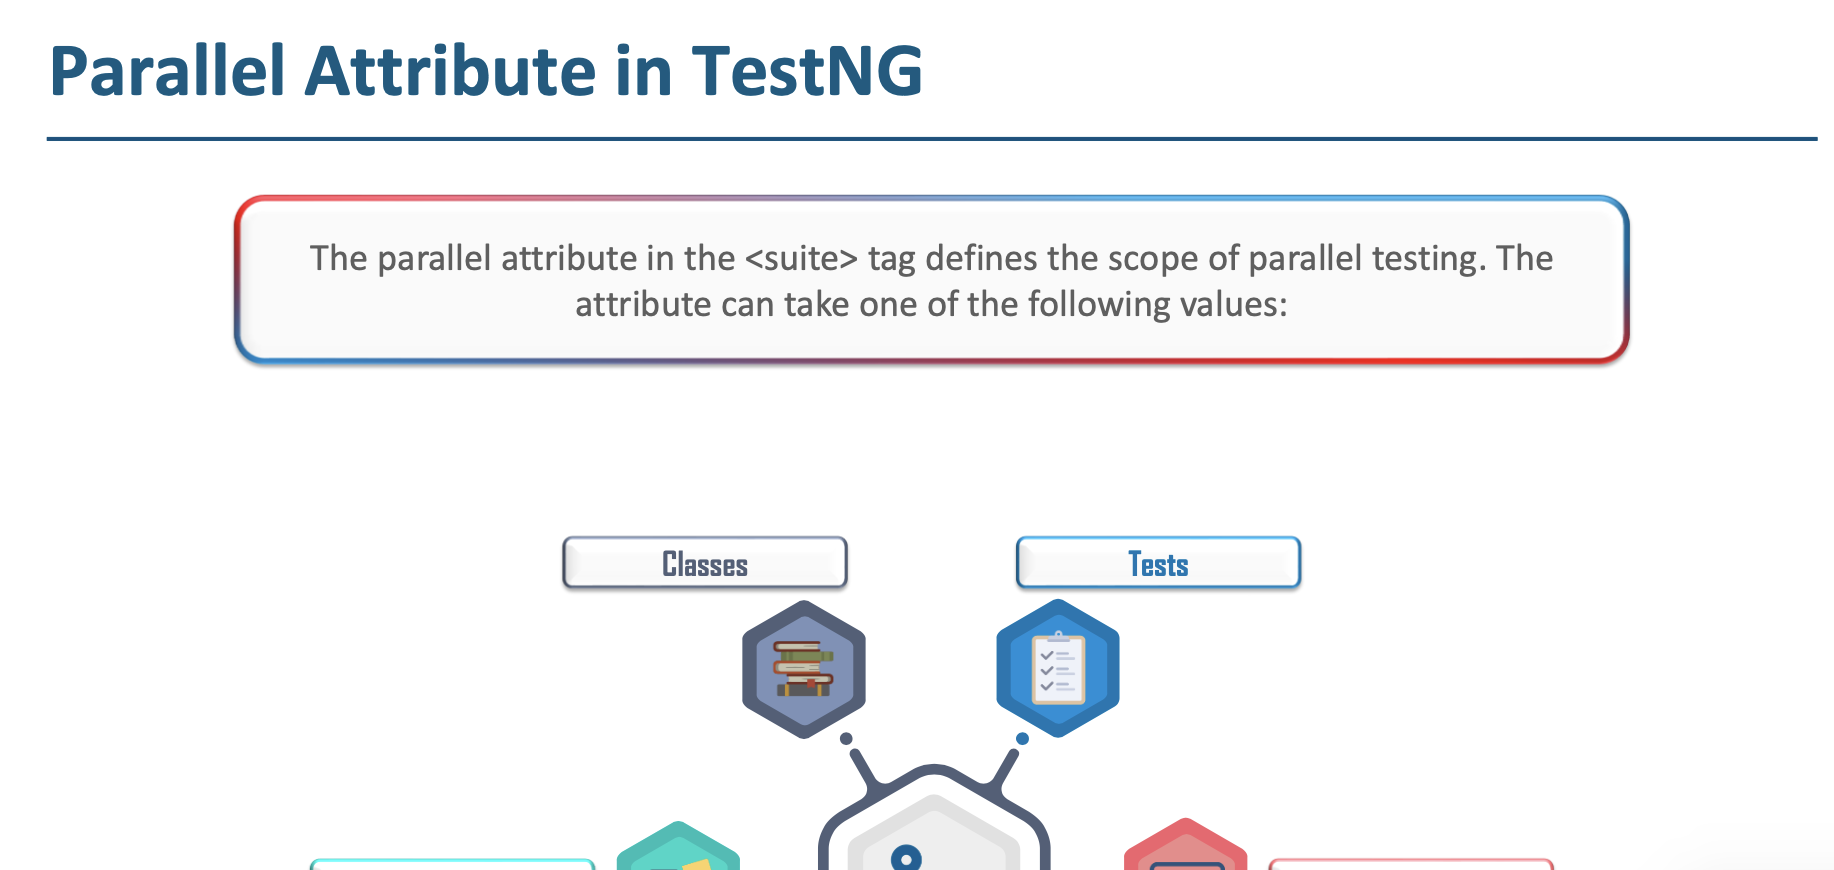 Parallel Attribute in TestNG
The parallel attribute in the <suite> tag defines the scope of parallel testing. The
attribute can take one of the following values:
Classes
Tests